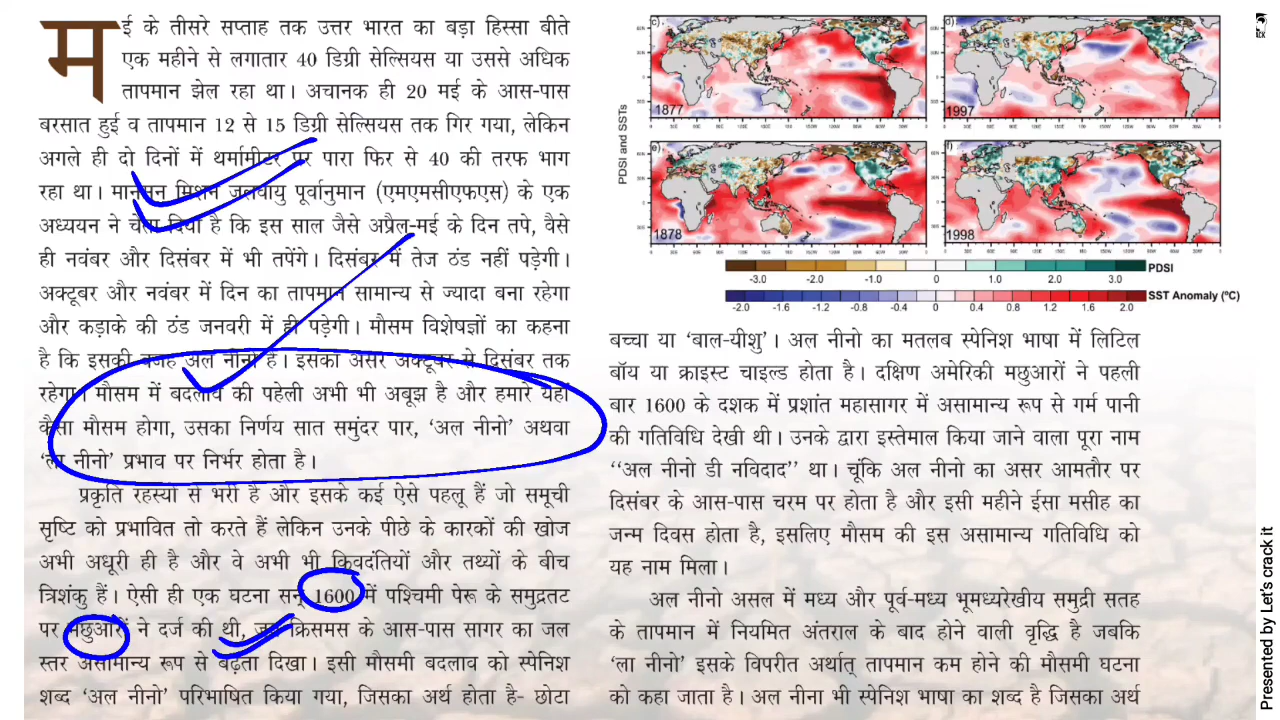 मई के तीसरे सप्ताह तक उत्तर भारत का बड़ा हिस्सा बीते
एक महीने से लगातार 40 डिग्री सेल्सियस या उससे अधिक
तापमान झेल रहा था। अचानक ही 20 मई के आस-पास
बरसात हुई व तापमान 12 से 15 डिग्री सेल्सियस तक गिर गया, लेकिन
अगले ही दो दिनों में थर्मामीटर पर पारा फिर से 40 की तरफ भाग
रहा था। मानसून मिशन जलवायु पूर्वानुमान (एमएमसीएफएस) के एक
अध्ययन ने चेता दिया है कि इस साल जैसे अप्रैल-मई के दिन तपे, वैसे
ही नवंबर और दिसंबर में भी तपेंगे। दिसंबर में तेज ठंड नहीं पड़ेगी।
अक्टूबर और नवंबर में दिन का तापमान सामान्य से ज्यादा बना रहेगा
और कड़ाके की ठंड जनवरी में ही पड़ेगी। मौसम विशेषज्ञों का कहना
है कि इसकी वजह अल नीनो है। इसका असर अक्टूबर से दिसंबर तक
रहेगा। मौसम में बदलाव की पहेली अभी भी अबूझ है और हमारे यहां
कैसा मौसम होगा, उसका निर्णय सात समुंदर पार, ‘अल नीनो’ अथवा
‘ला नीनो’ प्रभाव पर निर्भर होता है।
प्रकृति रहस्यों से भरी है और इसके कई ऐसे पहलू हैं जो समूची
सृष्टि को प्रभावित तो करते हैं लेकिन उनके पीछे के कारकों की खोज
अभी अधूरी ही है और वे अभी भी किंवदंतियों और तथ्यों के बीच
त्रिशंकु हैं। ऐसी ही एक घटना सन् 1600 में पश्चिमी पेरू के समुद्रतट
पर मछुआरों ने दर्ज की थी, जब क्रिसमस के आस-पास सागर का जल
स्तर असामान्य रूप से बढ़ता दिखा। इसी मौसमी बदलाव को स्पेनिश
शब्द ‘अल नीनो’ परिभाषित किया गया, जिसका अर्थ होता है- छोटा
PDSI and SSTs
c)
1877
d)
1997
e)
1878
f)
1998
-3.0 -2.0 -1.0 0 1.0 2.0 3.0 PDSI
-2.0 -1.6 -1.2 -0.8 -0.4 0 0.4 0.8 1.2 1.6 2.0 SST Anomaly (ºC)
बच्चा या ‘बाल-यीशु’। अल नीनो का मतलब स्पेनिश भाषा में लिटिल
बॉय या क्राइस्ट चाइल्ड होता है। दक्षिण अमेरिकी मछुआरों ने पहली
बार 1600 के दशक में प्रशांत महासागर में असामान्य रूप से गर्म पानी
की गतिविधि देखी थी। उनके द्वारा इस्तेमाल किया जाने वाला पूरा नाम
‘‘अल नीनो डी नविदाद’’ था। चूंकि अल नीनो का असर आमतौर पर
दिसंबर के आस-पास चरम पर होता है और इसी महीने ईसा मसीह का
जन्म दिवस होता है, इसलिए मौसम की इस असामान्य गतिविधि को
यह नाम मिला।
अल नीनो असल में मध्य और पूर्व-मध्य भूमध्यरेखीय समुद्री सतह
के तापमान में नियमित अंतराल के बाद होने वाली वृद्धि है जबकि
‘ला नीनो’ इसके विपरीत अर्थात् तापमान कम होने की मौसमी घटना
को कहा जाता है। अल नीना भी स्पेनिश भाषा का शब्द है जिसका अर्थ
Presented by Let's crack it